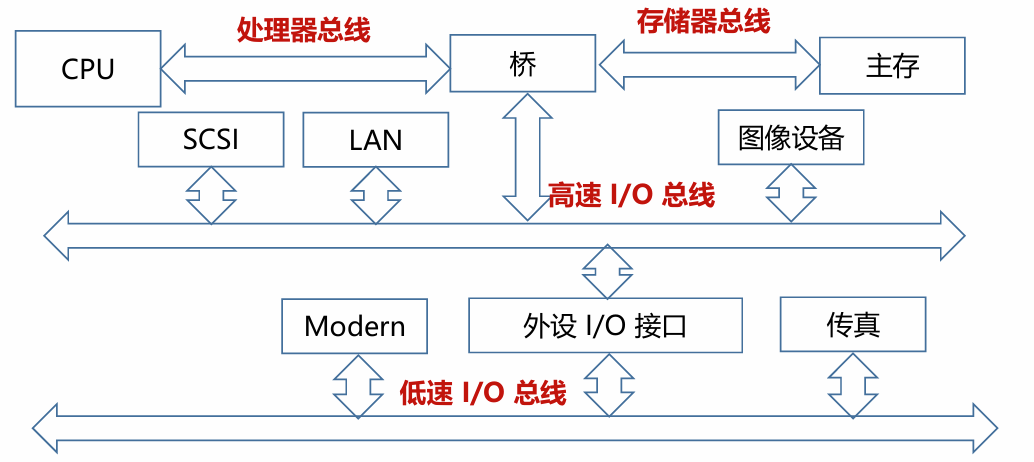 处理器总线
存储器总线
CPU
桥
主存
SCSI
LAN
图像设备
高速 I/O 总线
Modern
外设 I/O 接口
传真
低速 I/O 总线